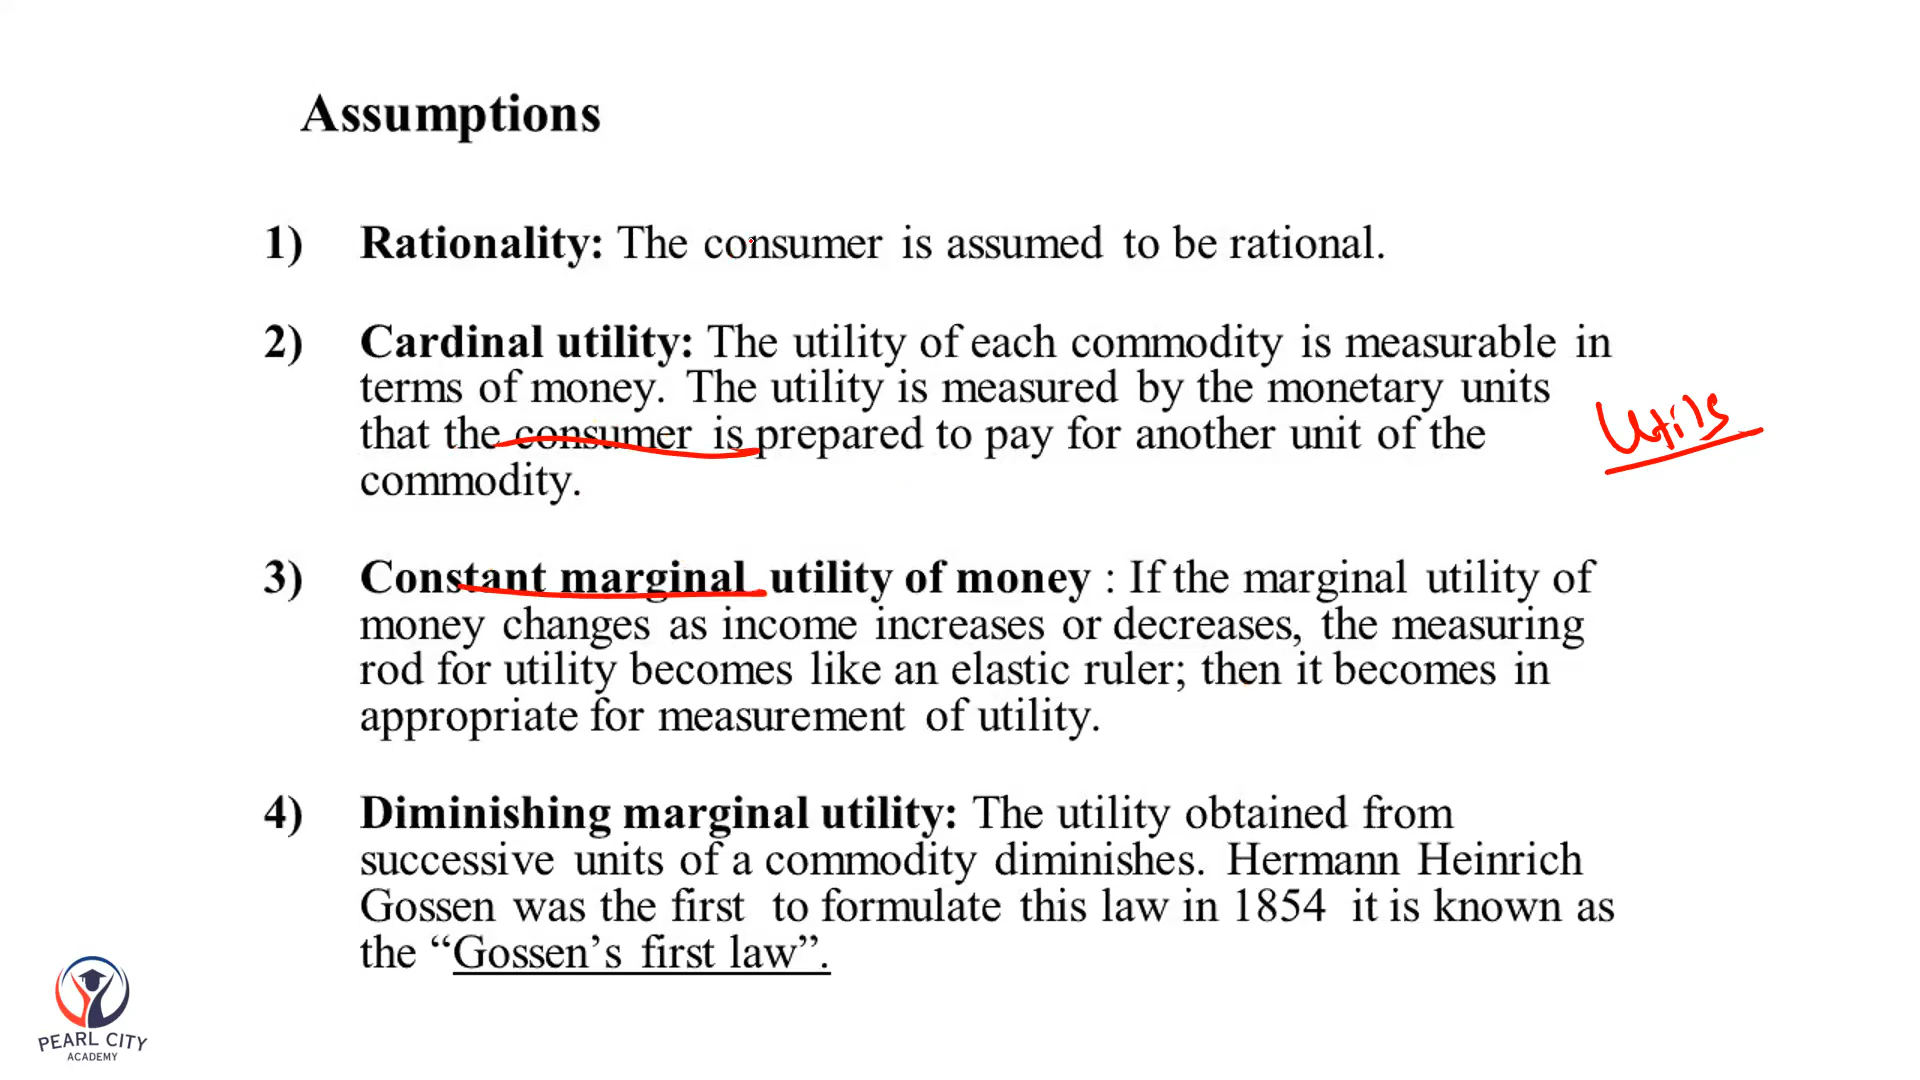 Assumptions
1) Rationality: The consumer is assumed to be rational.
2) Cardinal utility: The utility of each commodity is measurable in
terms of money. The utility is measured by the monetary units
that the consumer is prepared to pay for another unit of the
commodity.
Utils
3) Constant marginal utility of money : If the marginal utility of
money changes as income increases or decreases, the measuring
rod for utility becomes like an elastic ruler; then it becomes in
appropriate for measurement of utility.
4) Diminishing marginal utility: The utility obtained from
successive units of a commodity diminishes. Hermann Heinrich
Gossen was the first to formulate this law in 1854 it is known as
the “Gossen’s first law”.
PEARL CITY
ACADEMY